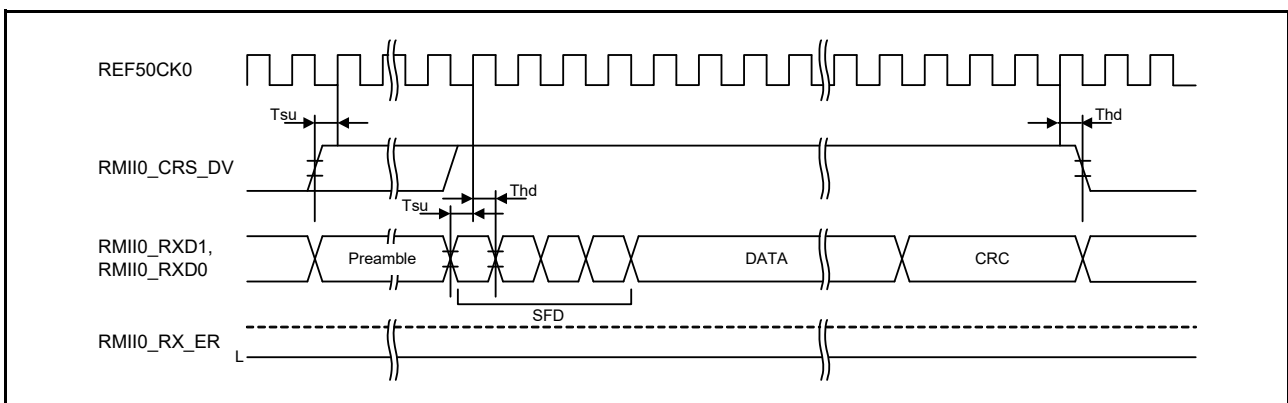 REF50CK0
Tsu
Thd
RMII0_CRS_DV
Thd
Tsu
RMII0_RXD1,
RMII0_RXD0
Preamble
DATA
CRC
SFD
RMII0_RX_ER
L